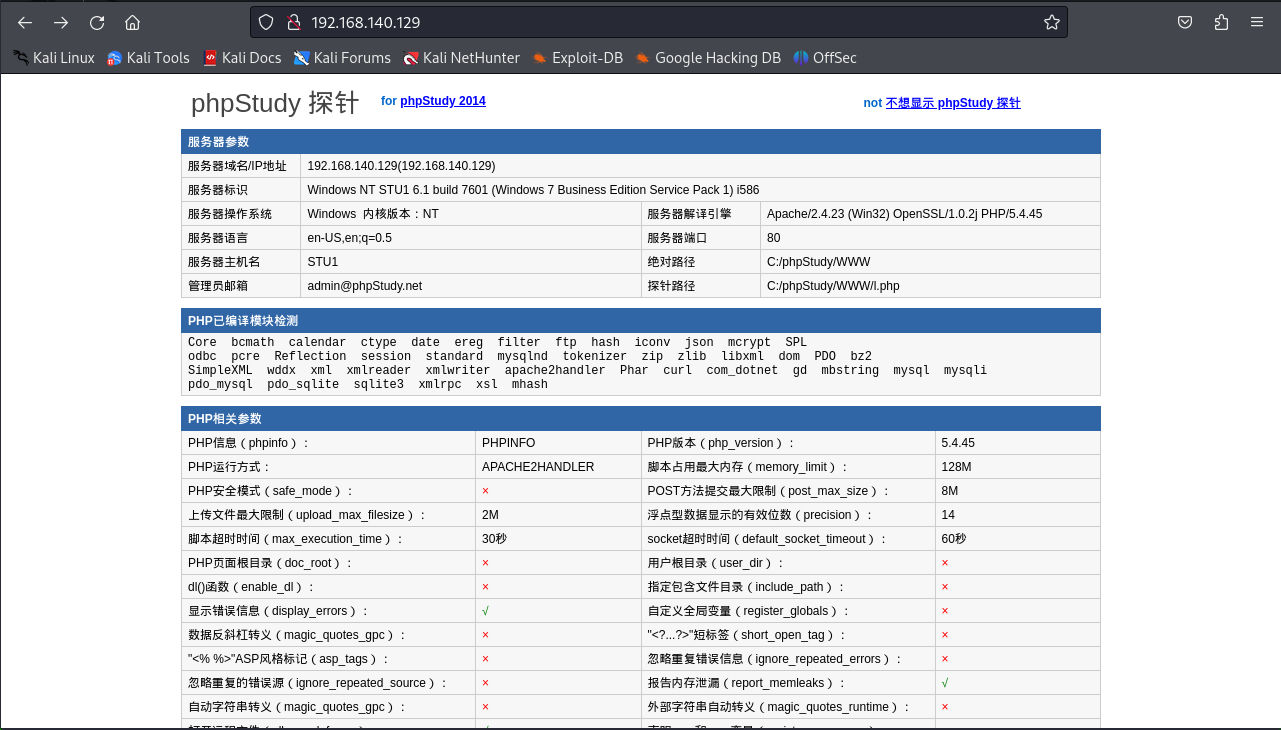 192.168.140.129
Kali Linux Kali Tools Kali Docs Kali Forums Kali NetHunter Exploit-DB Google Hacking DB OffSec
phpStudy 探针 for phpStudy 2014 not 不想显示 phpStudy 探针
服务器参数
服务器域名/IP地址 192.168.140.129(192.168.140.129)
服务器标识 Windows NT STU1 6.1 build 7601 (Windows 7 Business Edition Service Pack 1) i586
服务器操作系统 Windows 内核版本：NT 服务器解译引擎 Apache/2.4.23 (Win32) OpenSSL/1.0.2j PHP/5.4.45
服务器语言 en-US,en;q=0.5 服务器端口 80
服务器主机名 STU1 绝对路径 C:/phpStudy/WWW
管理员邮箱 admin@phpStudy.net 探针路径 C:/phpStudy/WWW/l.php
PHP已编译模块检测
Core bcmath calendar ctype date ereg filter ftp hash iconv json mcrypt SPL
odbc pcre Reflection session standard mysqlnd tokenizer zip zlib libxml dom PDO bz2
SimpleXML wddx xml xmlreader xmlwriter apache2handler Phar curl com_dotnet gd mbstring mysql mysqli
pdo_mysql pdo_sqlite sqlite3 xmlrpc xsl mhash
PHP相关参数
PHP信息（phpinfo）： PHPINFO PHP版本（php_version）： 5.4.45
PHP运行方式： APACHE2HANDLER 脚本占用最大内存（memory_limit）： 128M
PHP安全模式（safe_mode）： × POST方法提交最大限制（post_max_size）： 8M
上传文件最大限制（upload_max_filesize）： 2M 浮点型数据显示的有效位数（precision）： 14
脚本超时时间（max_execution_time）： 30秒 socket超时时间（default_socket_timeout）： 60秒
PHP页面根目录（doc_root）： × 用户根目录（user_dir）： ×
dl()函数（enable_dl）： × 指定包含文件目录（include_path）： ×
显示错误信息（display_errors）： √ 自定义全局变量（register_globals）： ×
数据反斜杠转义（magic_quotes_gpc）： × "<?...?>"短标签（short_open_tag）： ×
"<% %>"ASP风格标记（asp_tags）： × 忽略重复错误信息（ignore_repeated_errors）： ×
忽略重复的错误源（ignore_repeated_source）： × 报告内存泄漏（report_memleaks）： √
自动字符串转义（magic_quotes_gpc）： × 外部字符串自动转义（magic_quotes_runtime）： ×